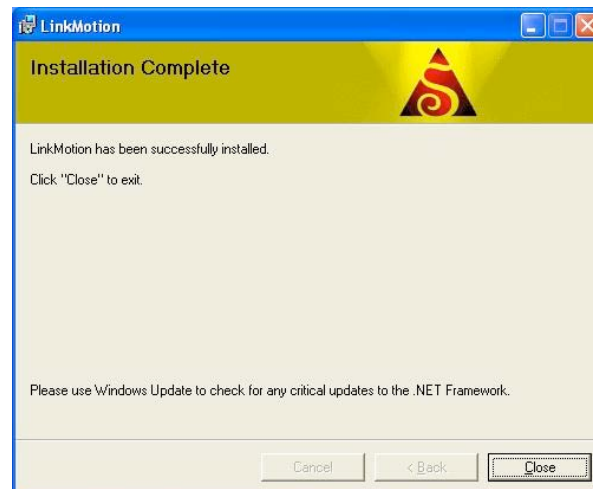 LinkMotion
Installation Complete
LinkMotion has been successfully installed.
Click "Close" to exit.
Please use Windows Update to check for any critical updates to the .NET Framework.
Cancel < Back Close